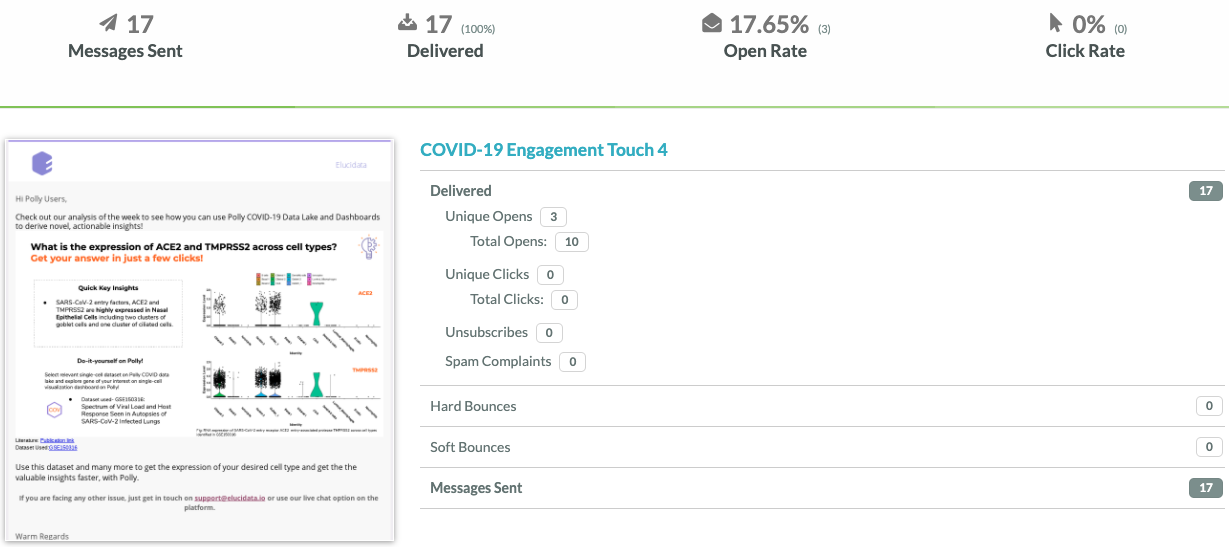 17
Messages Sent
17 (100%)
Delivered
17.65% (3)
Open Rate
0% (0)
Click Rate
Elucidata
Hi Polly Users,
Check out our analysis of the week to see how you can use Polly COVID-19 Data Lake and Dashboards
to derive novel, actionable insights!
What is the expression of ACE2 and TMPRSS2 across cell types?
Get your answer in just a few clicks!
Quick Key Insights
SARS-CoV-2 entry factors, ACE2 and
TMPRSS2 are highly expressed in Nasal
Epithelial Cells including two clusters of
goblet cells and one cluster of ciliated cells.
ACE2
Do-it-yourself on Polly!
Select relevant single-cell dataset on Polly COVID data
lake and explore gene of your interest on single-cell
visualization dashboard on Polly!
Dataset used- GSE150316:
Spectrum of Viral Load and Host
Response Seen in Autopsies of
SARS-CoV-2 Infected Lungs
TMPRSS2
Literature: Publication link
Dataset Used:GSE150316
Use this dataset and many more to get the expression of your desired cell type and get the the
valuable insights faster, with Polly.
If you are facing any other issue, just get in touch on support@elucidata.io or use our live chat option on the
platform.
Warm Regards
COVID-19 Engagement Touch 4
Delivered 17
Unique Opens 3
Total Opens: 10
Unique Clicks 0
Total Clicks: 0
Unsubscribes 0
Spam Complaints 0
Hard Bounces 0
Soft Bounces 0
Messages Sent 17